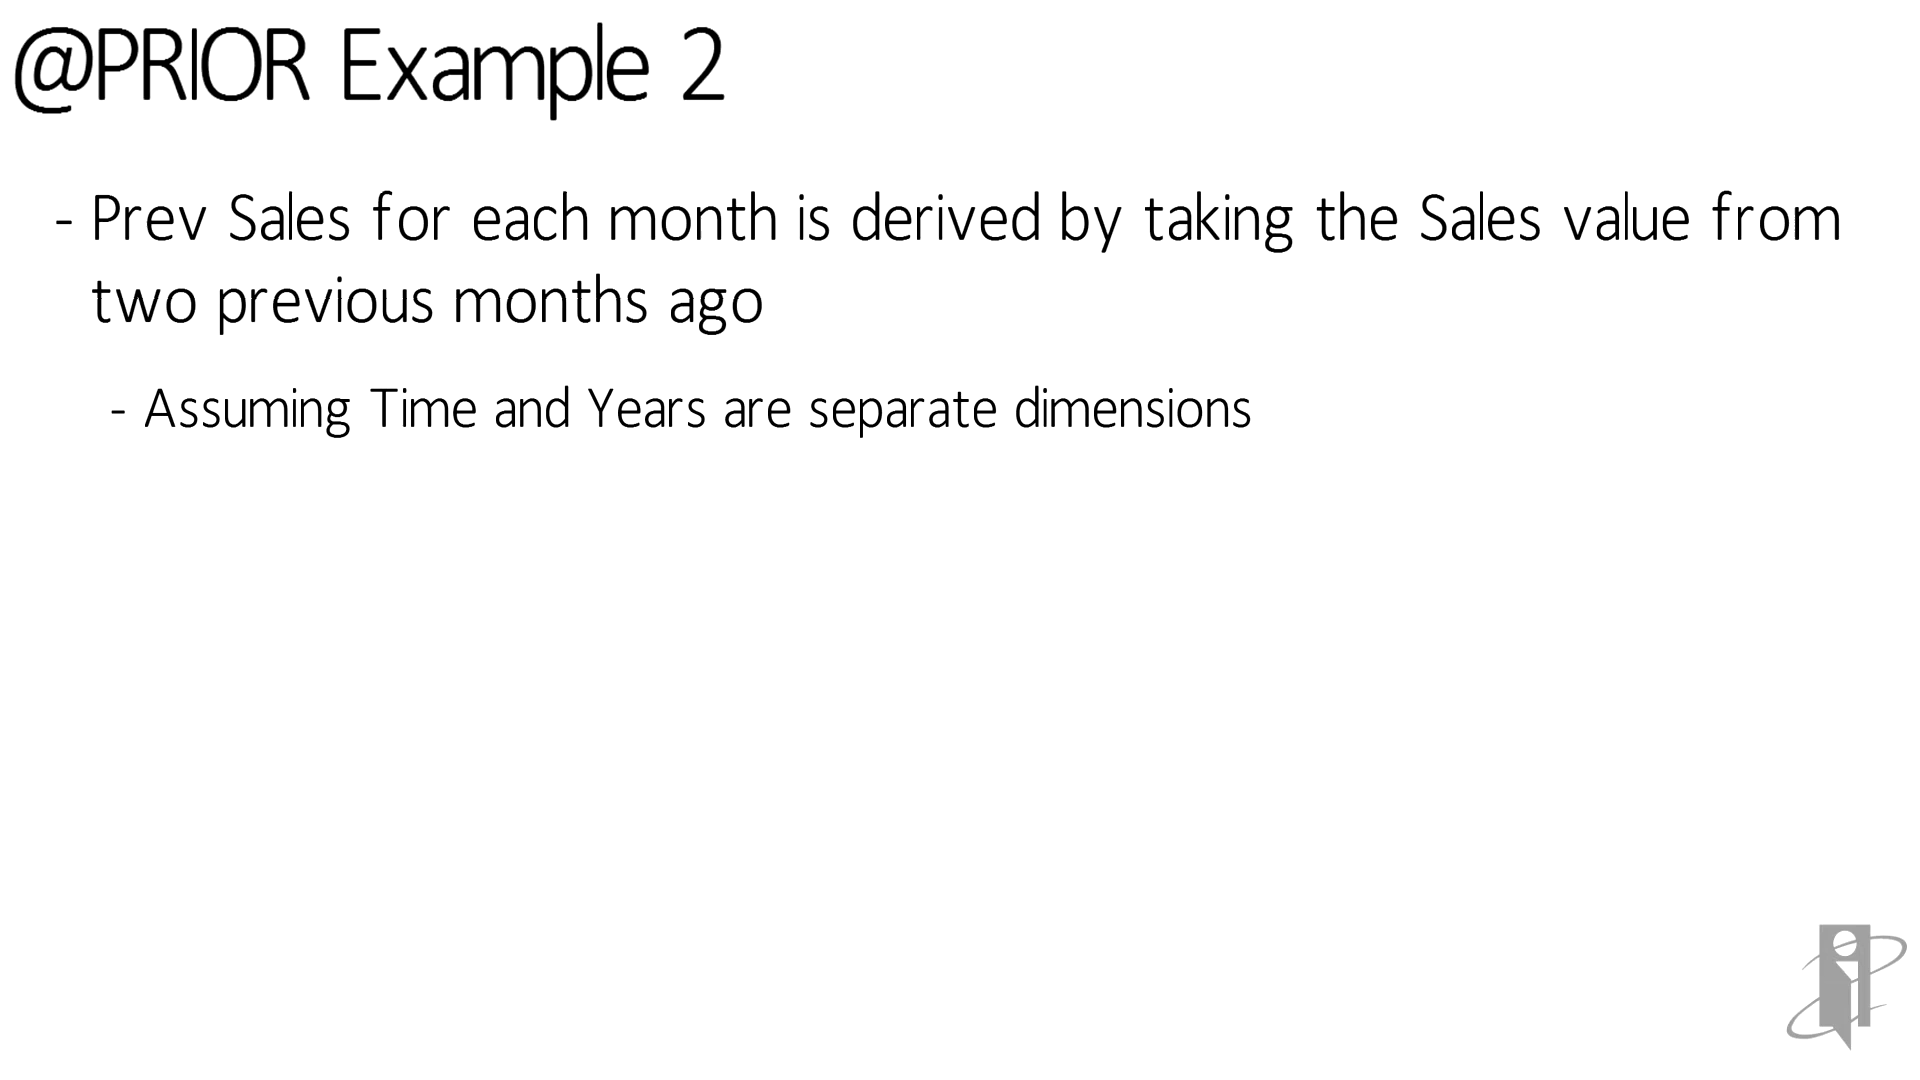 @PRIOR Example 2
- Prev Sales for each month is derived by taking the Sales value from
two previous months ago
- Assuming Time and Years are separate dimensions